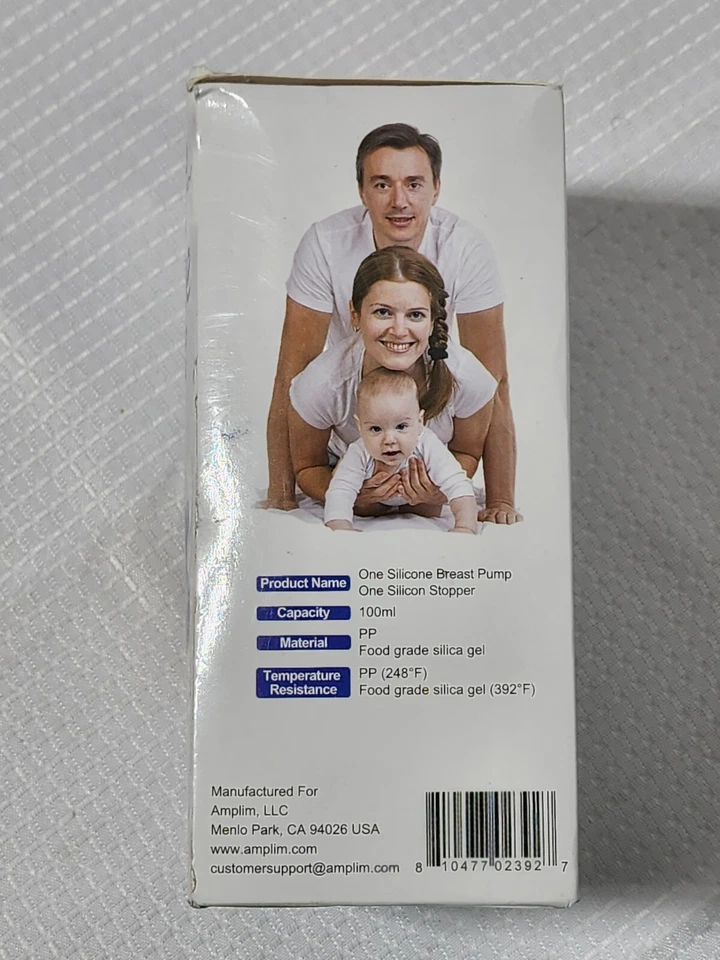 Product Name One Silicone Breast Pump
One Silicon Stopper
Capacity 100ml
Material PP
Food grade silica gel
Temperature Resistance PP (248°F)
Food grade silica gel (392°F)
Manufactured For
Amplim, LLC
Menlo Park, CA 94026 USA
www.amplim.com
customersupport@amplim.com
8 10477 02392 7